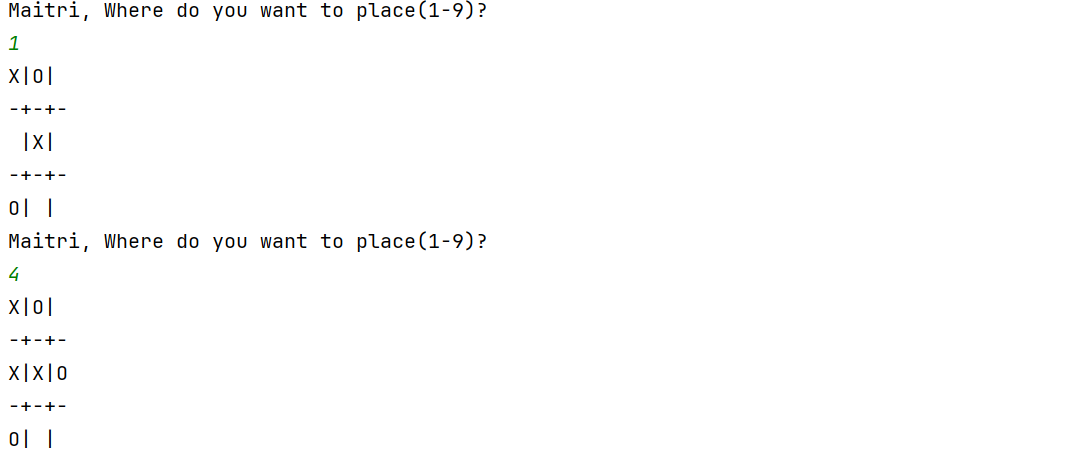 Maitri, Where do you want to place(1-9)?
1
X|O|
-+-+-
 |X|
-+-+-
O| |
Maitri, Where do you want to place(1-9)?
4
X|O|
-+-+-
X|X|O
-+-+-
O| |